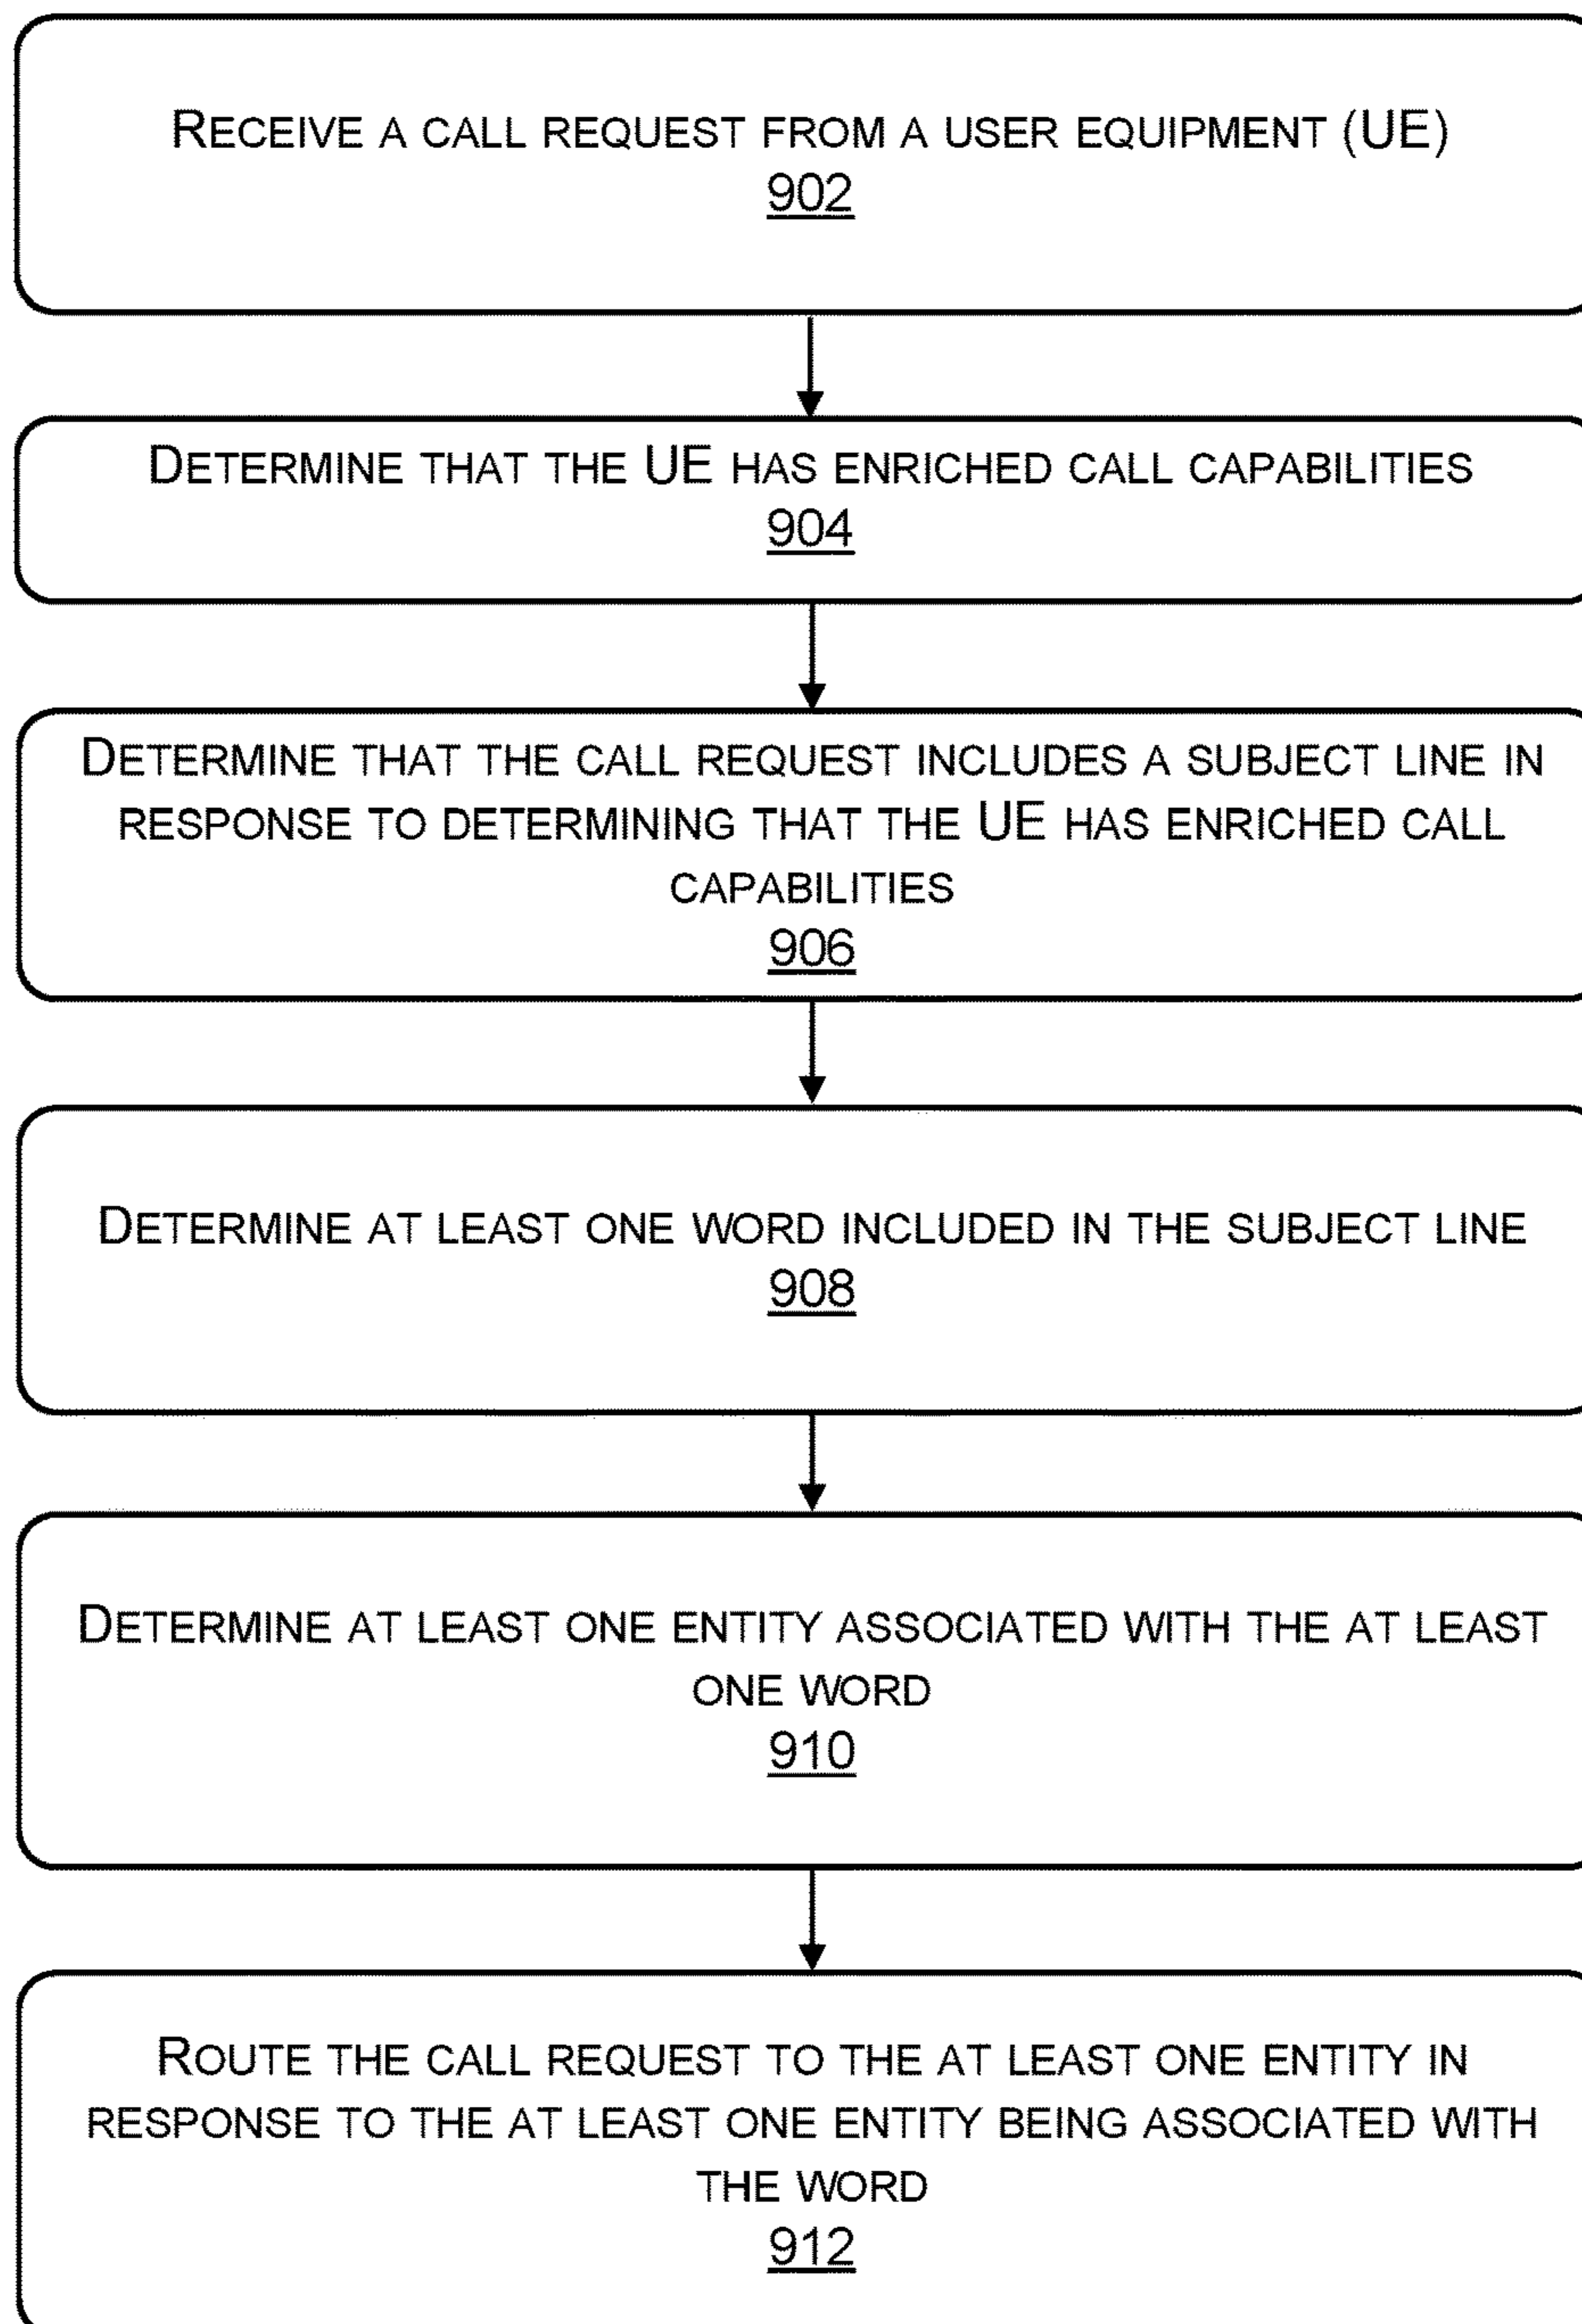 RECEIVE A CALL REQUEST FROM A USER EQUIPMENT (UE)
902
DETERMINE THAT THE UE HAS ENRICHED CALL CAPABILITIES
904
DETERMINE THAT THE CALL REQUEST INCLUDES A SUBJECT LINE IN
RESPONSE TO DETERMINING THAT THE UE HAS ENRICHED CALL
CAPABILITIES
906
DETERMINE AT LEAST ONE WORD INCLUDED IN THE SUBJECT LINE
908
DETERMINE AT LEAST ONE ENTITY ASSOCIATED WITH THE AT LEAST
ONE WORD
910
ROUTE THE CALL REQUEST TO THE AT LEAST ONE ENTITY IN
RESPONSE TO THE AT LEAST ONE ENTITY BEING ASSOCIATED WITH
THE WORD
912